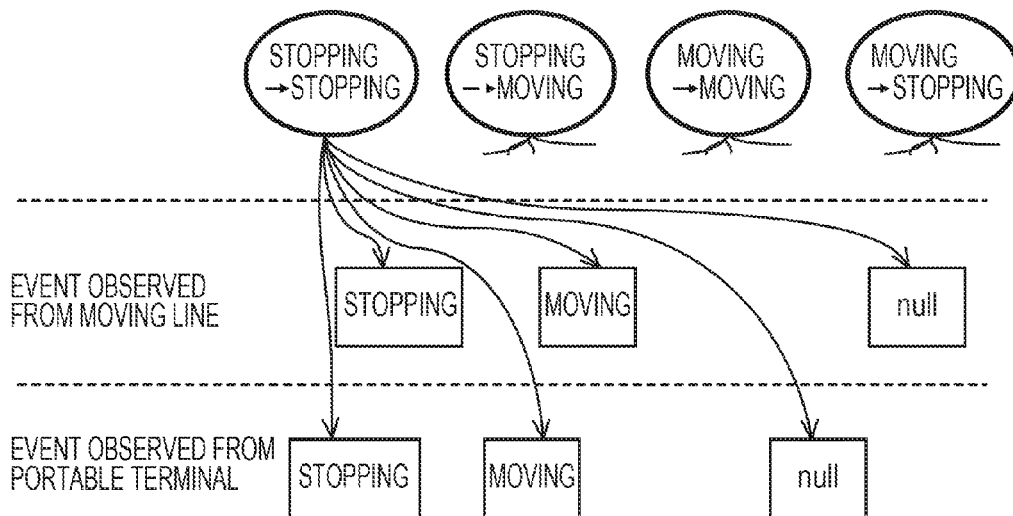 STOPPING
→STOPPING
STOPPING
→MOVING
MOVING
→MOVING
MOVING
→STOPPING
EVENT OBSERVED
FROM MOVING LINE
STOPPING
MOVING
null
EVENT OBSERVED FROM
PORTABLE TERMINAL
STOPPING
MOVING
null